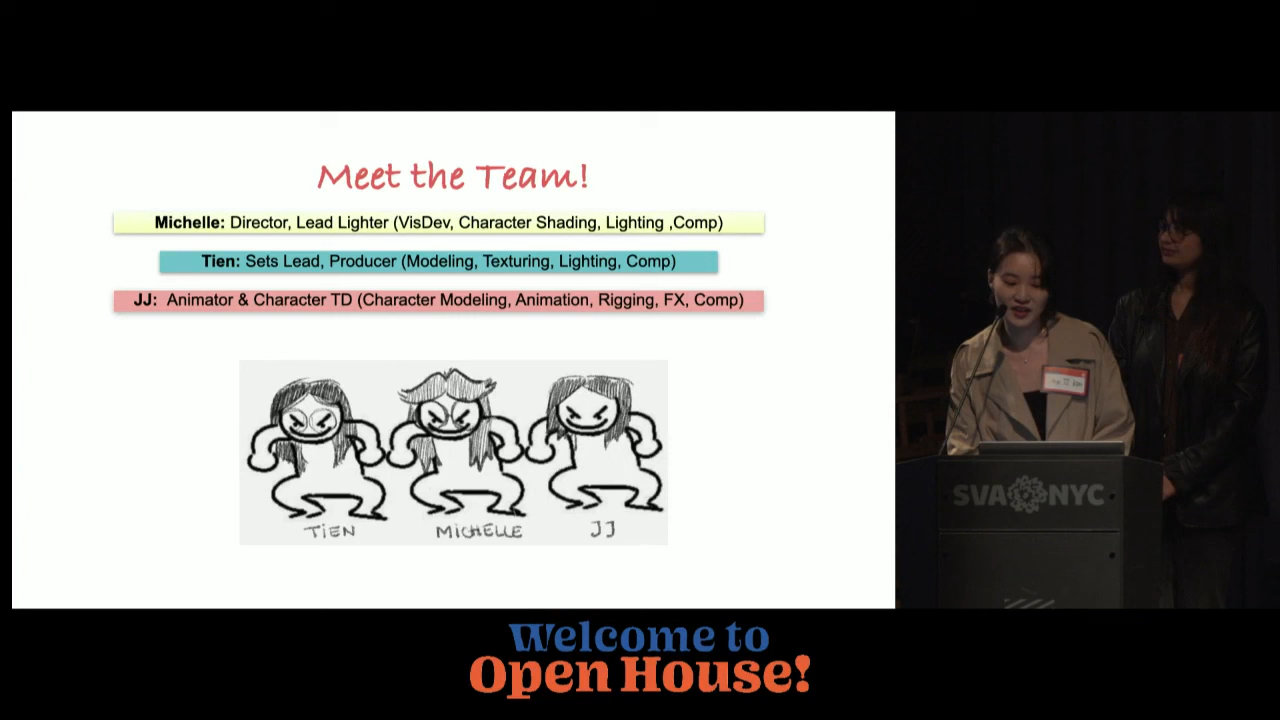 Meet the Team!
Michelle: Director, Lead Lighter (VisDev, Character Shading, Lighting ,Comp)
Tien: Sets Lead, Producer (Modeling, Texturing, Lighting, Comp)
JJ: Animator & Character TD (Character Modeling, Animation, Rigging, FX, Comp)
TiEN
MiCHELLE
JJ
SVA NYC
Welcome to
Open House!